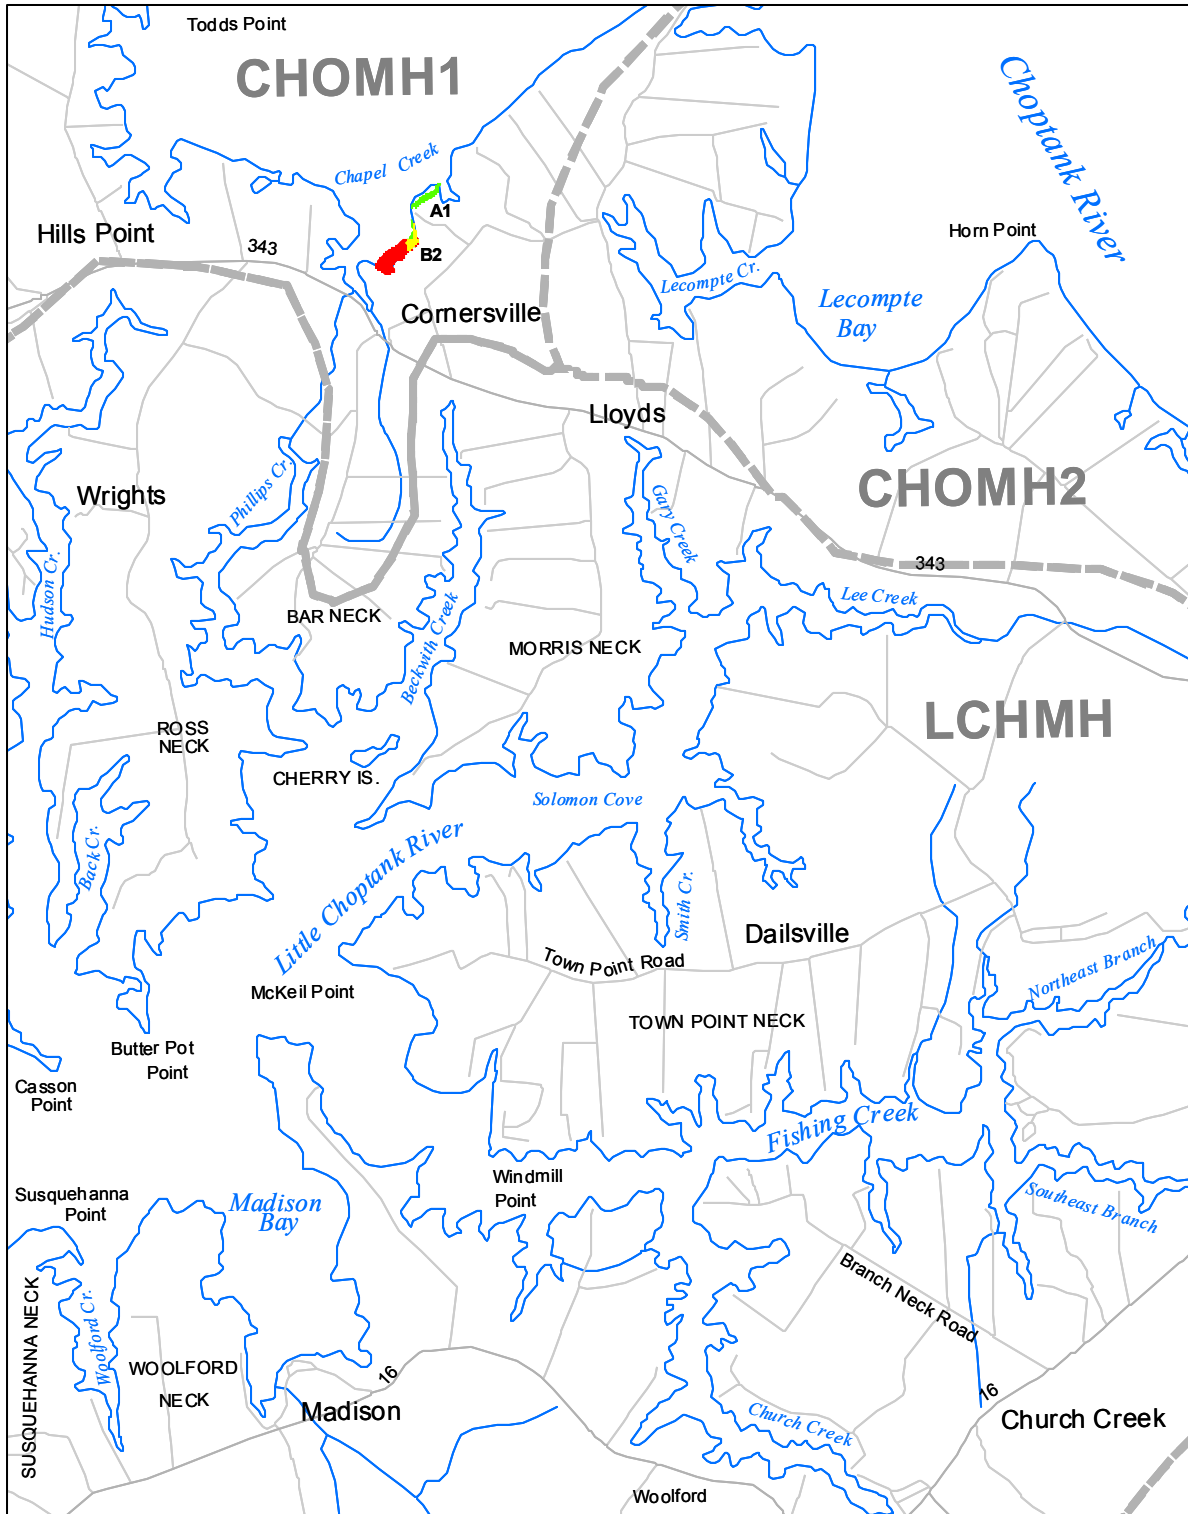 Todds Point
CHOMH1
Choptank River
Chapel Creek
A1
Hills Point
343
B2
Horn Point
Lecompte Cr.
Lecompte
Bay
Cornersville
Lloyds
Wrights
Phillips Cr.
Gary Creek
CHOMH2
343
Hudson Cr.
Lee Creek
BAR NECK
Beckwith Creek
MORRIS NECK
LCHMH
ROSS
NECK
CHERRY IS.
Solomon Cove
Little Choptank River
Back Cr.
Smith Cr.
Dailsville
Town Point Road
Northeast Branch
McKeil Point
TOWN POINT NECK
Butter Pot
Point
Casson
Point
Fishing Creek
Windmill
Point
Susquehanna
Point
Madison
Bay
Southeast Branch
Branch Neck Road
SUSQUEHANNA NECK
Woolford Cr.
WOOLFORD
NECK
16
Madison
16
Church Creek
Church Creek
Woolford